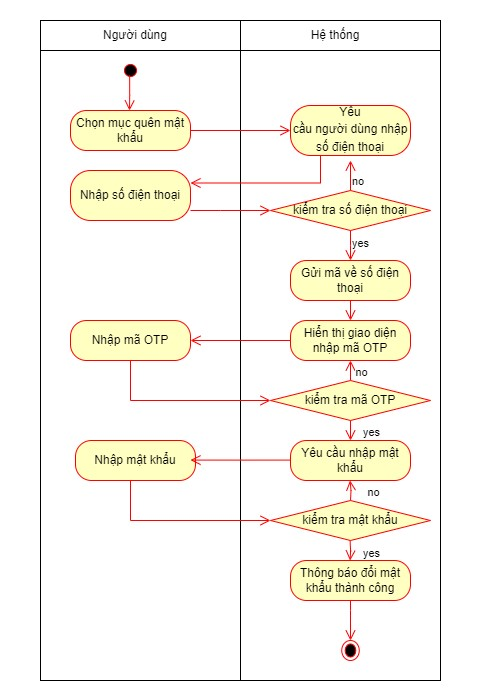 Người dùng
Hệ thống
Chọn mục quên mật
khẩu
Yêu
cầu người dùng nhập
số điện thoại
no
Nhập số điện thoại
kiểm tra số điện thoại
yes
Gửi mã về số điện
thoại
Nhập mã OTP
Hiển thị giao diện
nhập mã OTP
no
kiểm tra mã OTP
yes
Nhập mật khẩu
Yêu cầu nhập mật
khẩu
no
kiểm tra mật khẩu
yes
Thông báo đổi mật
khẩu thành công